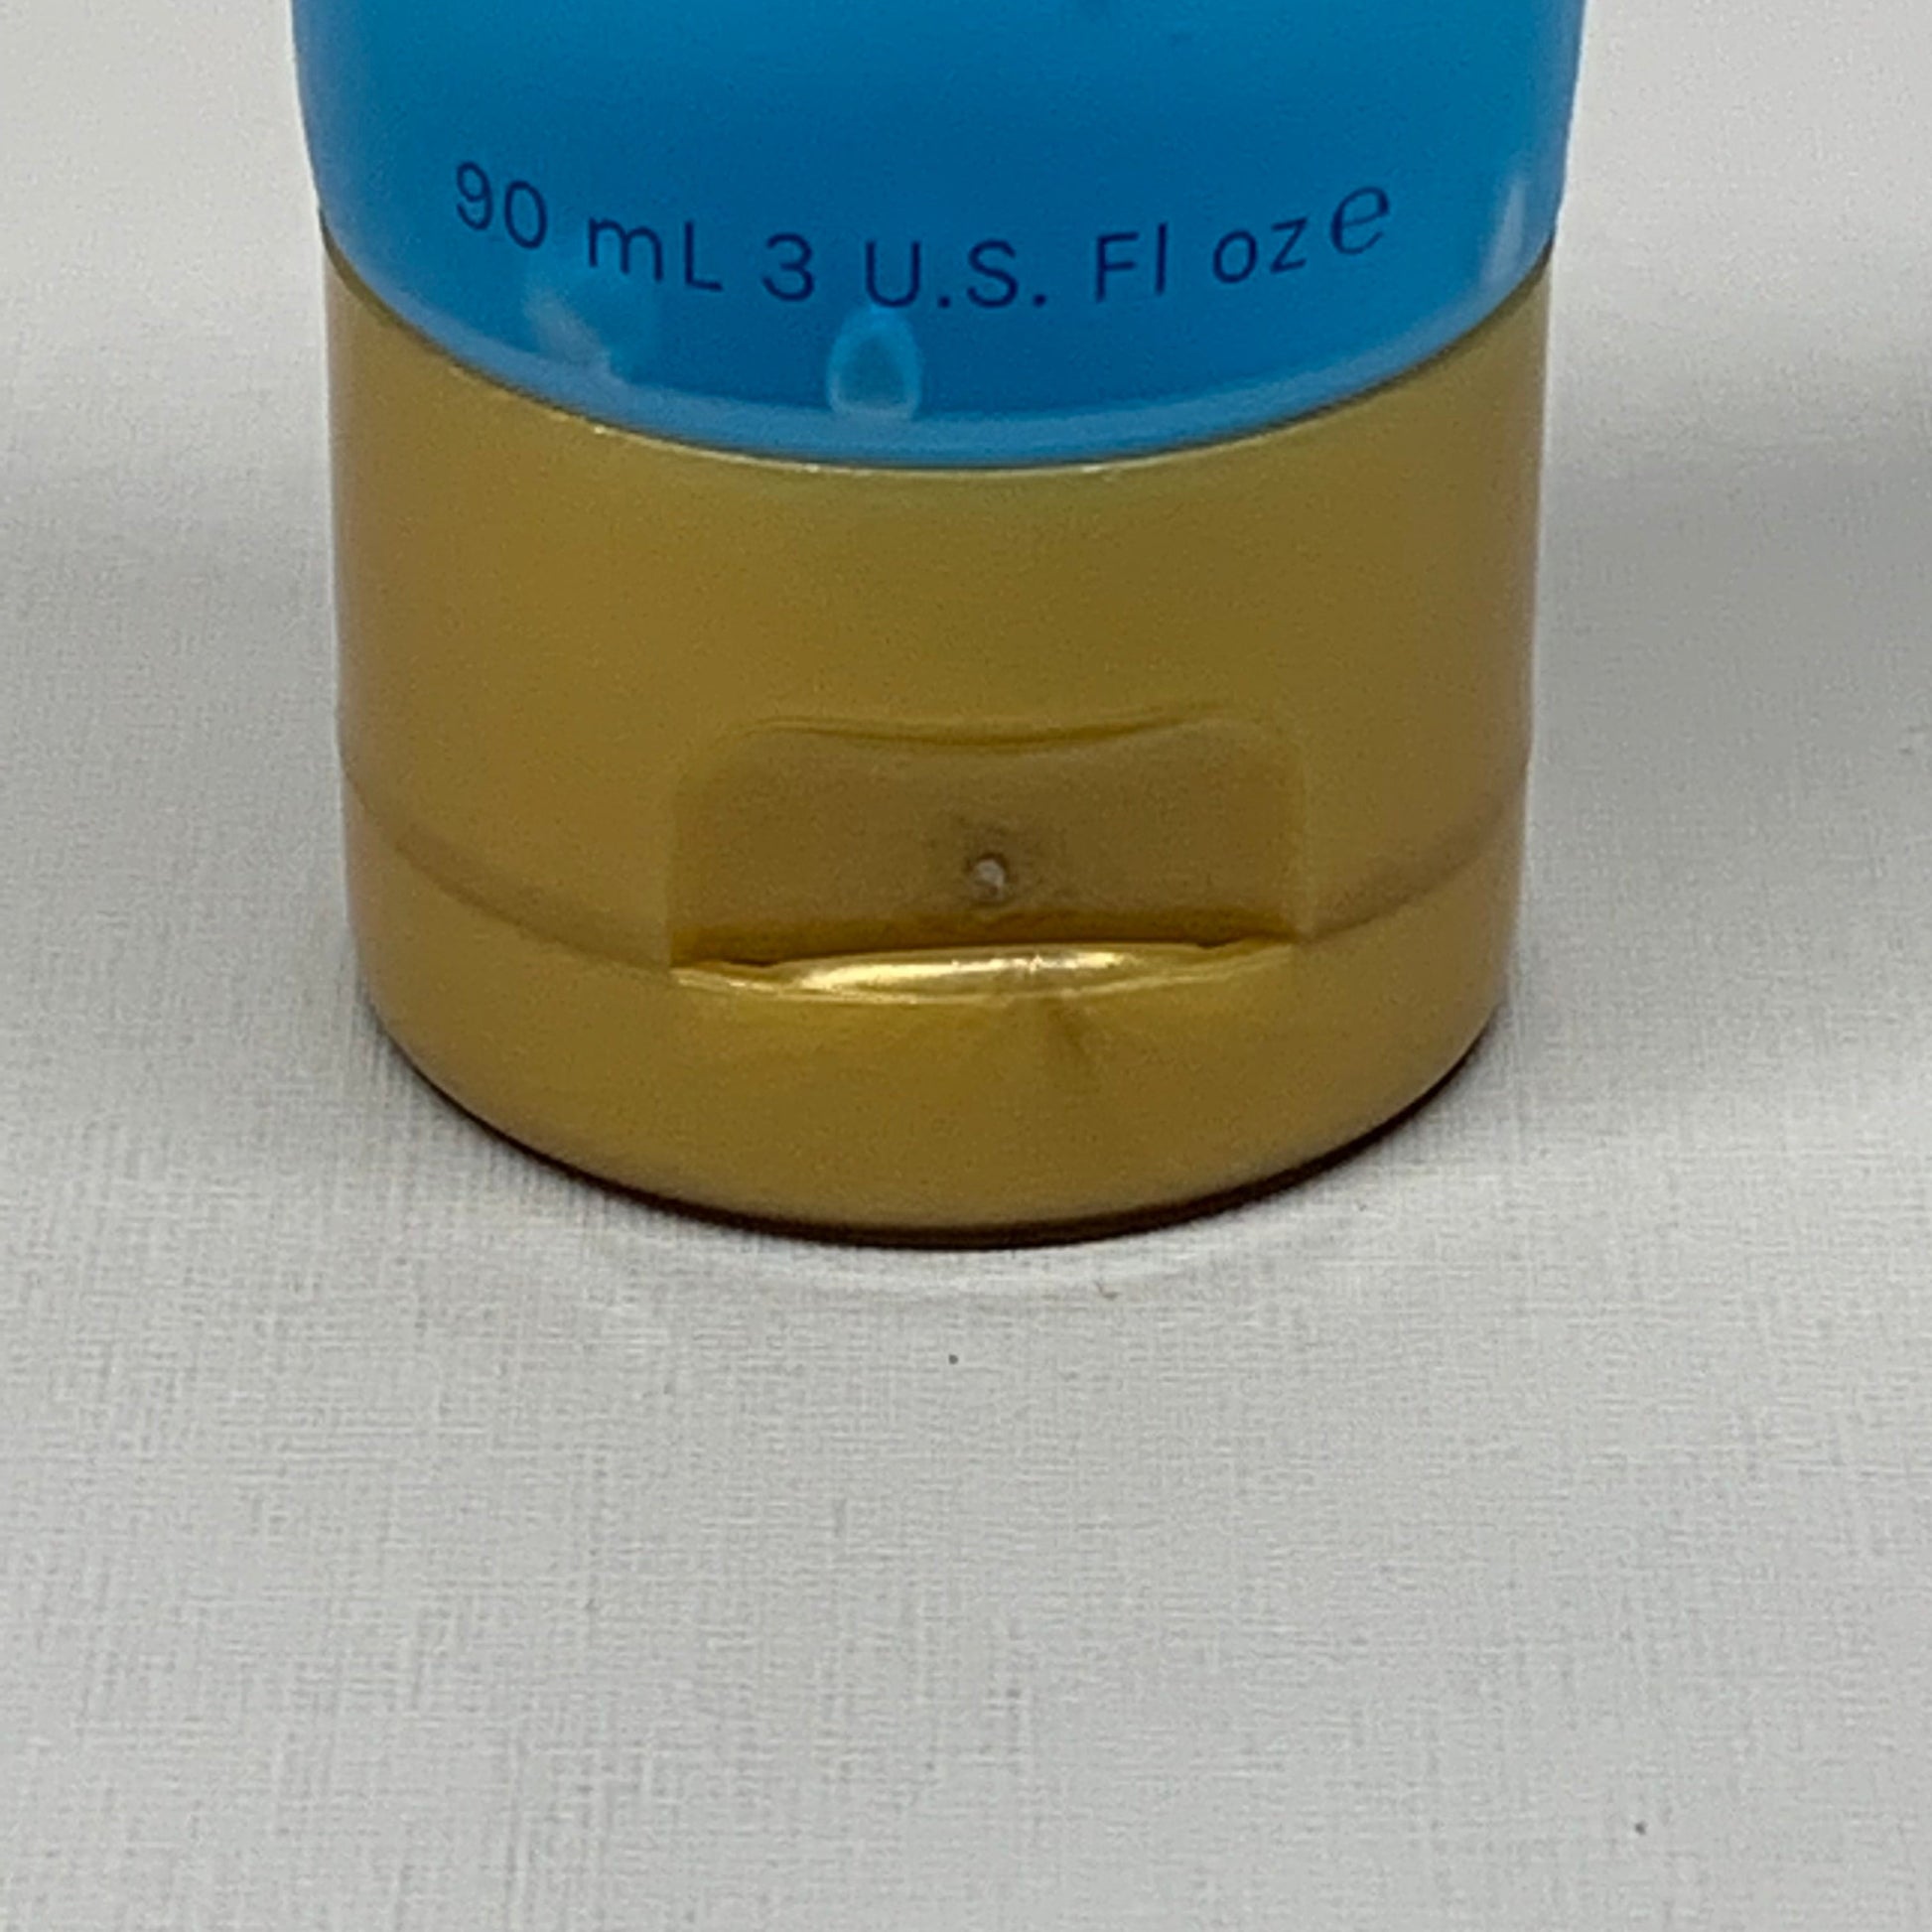 90 mL 3 U.S. Fl oz ℮